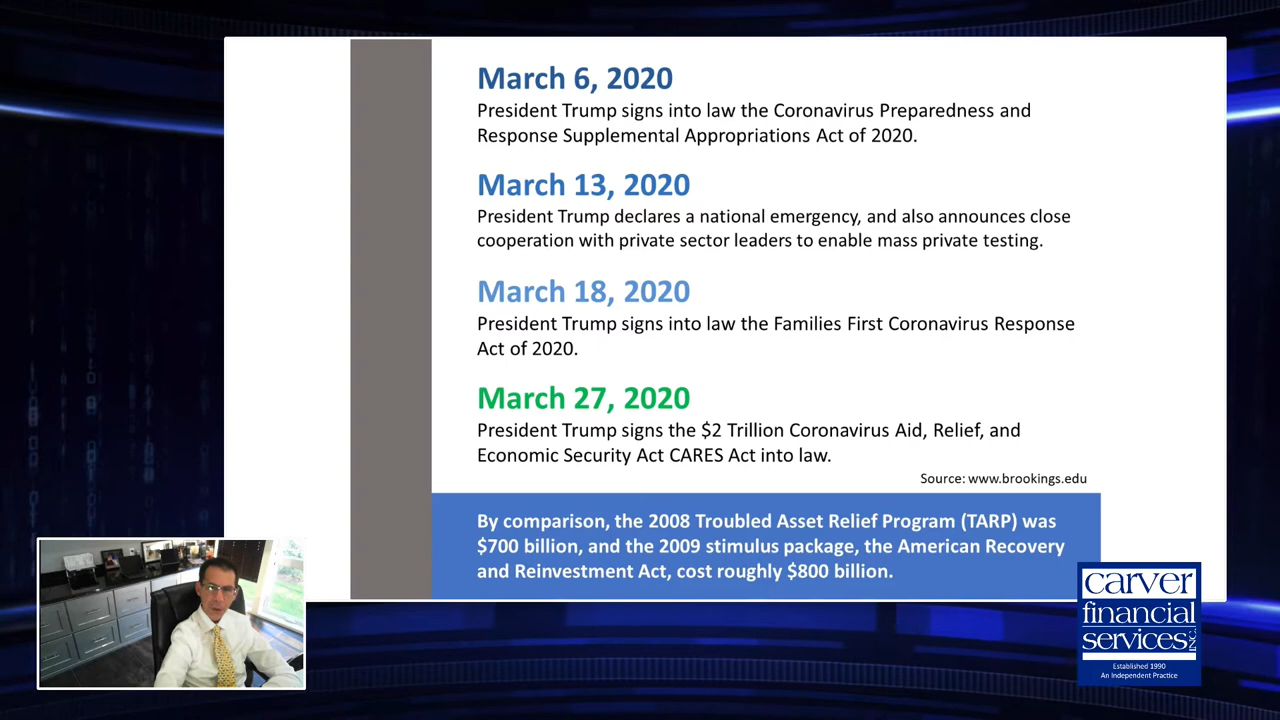 March 6, 2020
President Trump signs into law the Coronavirus Preparedness and
Response Supplemental Appropriations Act of 2020.
March 13, 2020
President Trump declares a national emergency, and also announces close
cooperation with private sector leaders to enable mass private testing.
March 18, 2020
President Trump signs into law the Families First Coronavirus Response
Act of 2020.
March 27, 2020
President Trump signs the $2 Trillion Coronavirus Aid, Relief, and
Economic Security Act CARES Act into law.
Source: www.brookings.edu
By comparison, the 2008 Troubled Asset Relief Program (TARP) was
$700 billion, and the 2009 stimulus package, the American Recovery
and Reinvestment Act, cost roughly $800 billion.
carver
financial
services INC.
Established 1990
An Independent Practice